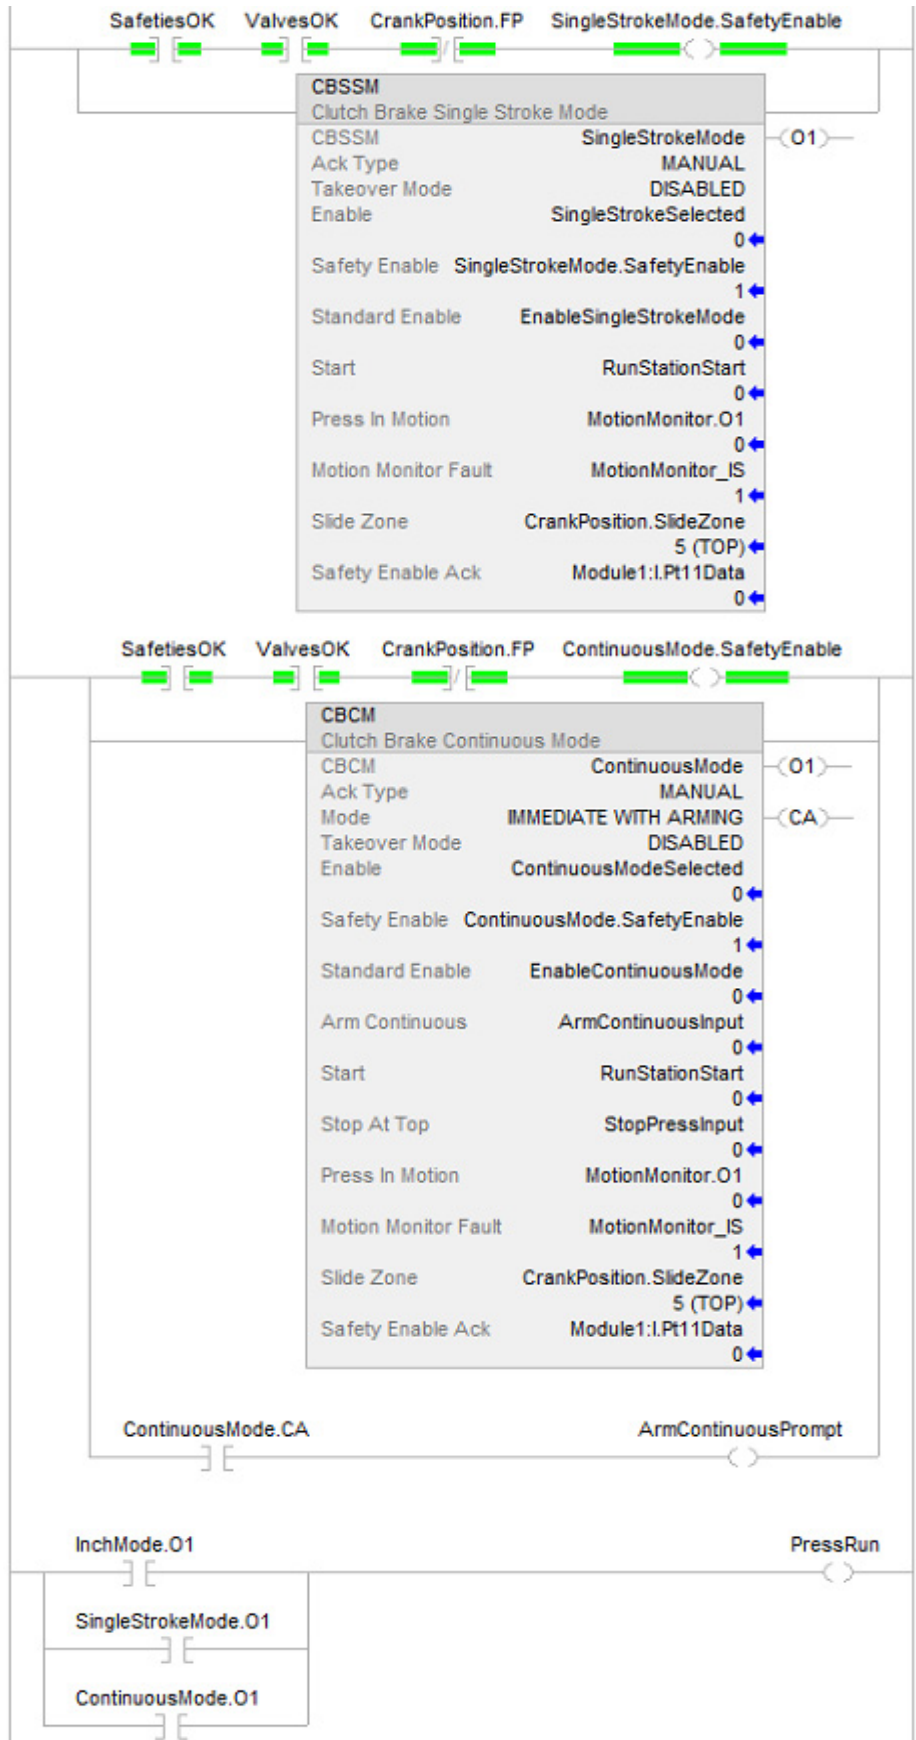 SafetiesOK ValvesOK CrankPosition.FP SingleStrokeMode.SafetyEnable
CBSSM
Clutch Brake Single Stroke Mode
CBSSM SingleStrokeMode O1
Ack Type MANUAL
Takeover Mode DISABLED
Enable SingleStrokeSelected
0
Safety Enable SingleStrokeMode.SafetyEnable
1
Standard Enable EnableSingleStrokeMode
0
Start RunStationStart
0
Press In Motion MotionMonitor.O1
0
Motion Monitor Fault MotionMonitor_IS
1
Slide Zone CrankPosition.SlideZone
5 (TOP)
Safety Enable Ack Module1:I.Pt11Data
0
SafetiesOK ValvesOK CrankPosition.FP ContinuousMode.SafetyEnable
CBCM
Clutch Brake Continuous Mode
CBCM ContinuousMode O1
Ack Type MANUAL
Mode IMMEDIATE WITH ARMING CA
Takeover Mode DISABLED
Enable ContinuousModeSelected
0
Safety Enable ContinuousMode.SafetyEnable
1
Standard Enable EnableContinuousMode
0
Arm Continuous ArmContinuousInput
0
Start RunStationStart
0
Stop At Top StopPressInput
0
Press In Motion MotionMonitor.O1
0
Motion Monitor Fault MotionMonitor_IS
1
Slide Zone CrankPosition.SlideZone
5 (TOP)
Safety Enable Ack Module1:I.Pt11Data
0
ContinuousMode.CA ArmContinuousPrompt
InchMode.O1 PressRun
SingleStrokeMode.O1
ContinuousMode.O1